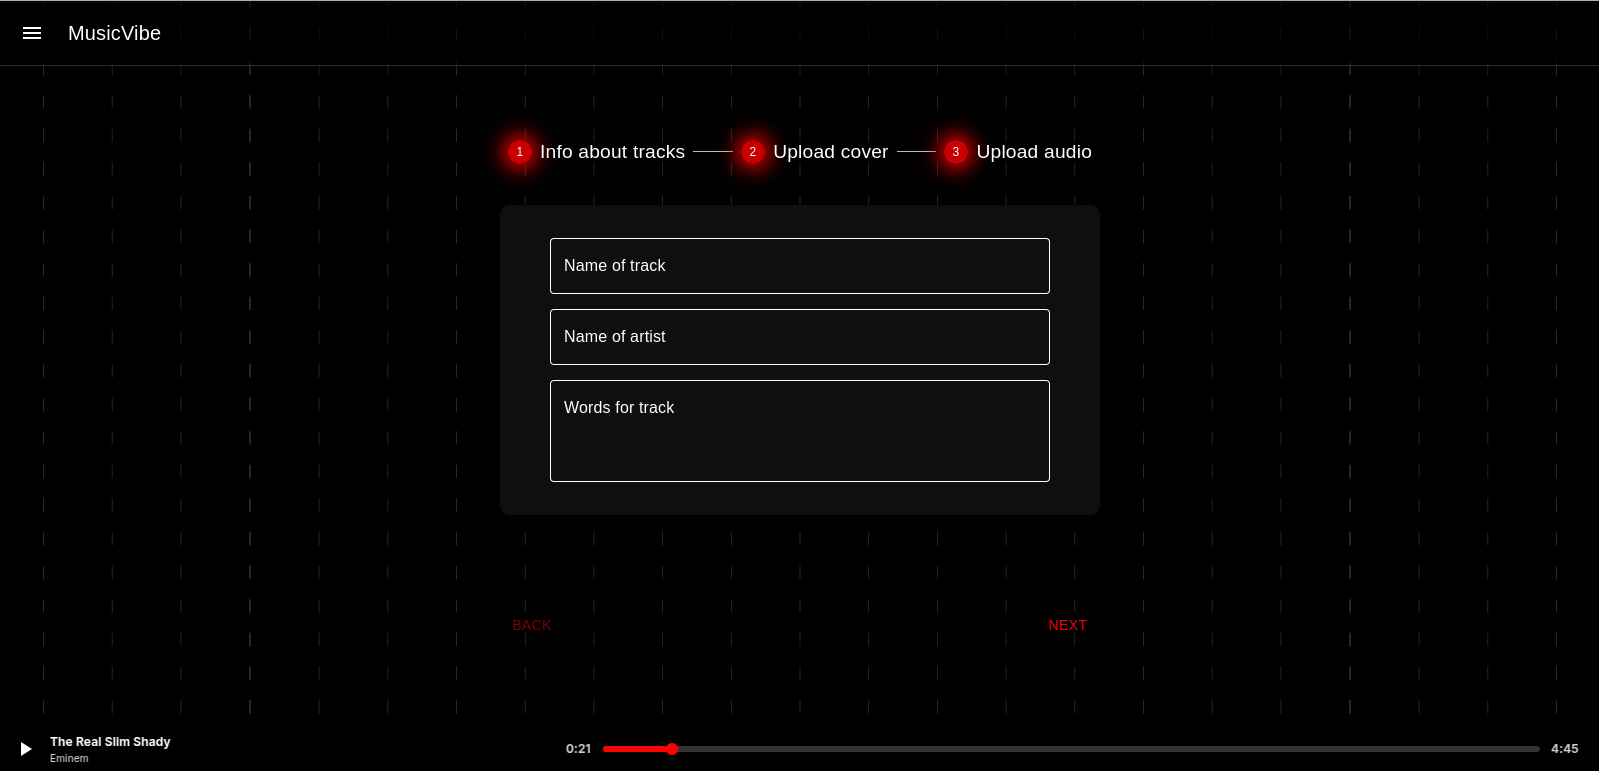 MusicVibe
1 Info about tracks 2 Upload cover 3 Upload audio
Name of track
Name of artist
Words for track
BACK NEXT
The Real Slim Shady
Eminem
0:21 4:45